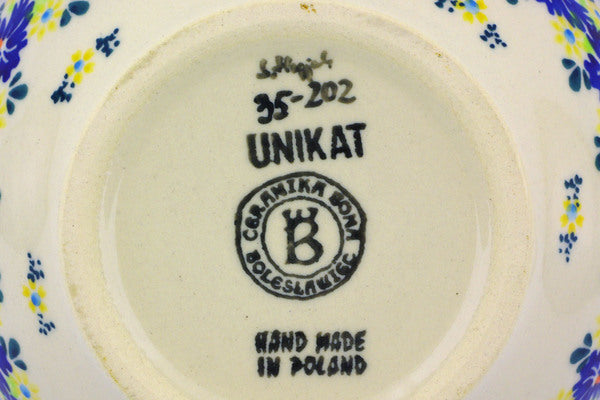 35-202
UNIKAT
CERAMIKA BONA
B
BOLESŁAWIEC
HAND MADE
IN POLAND